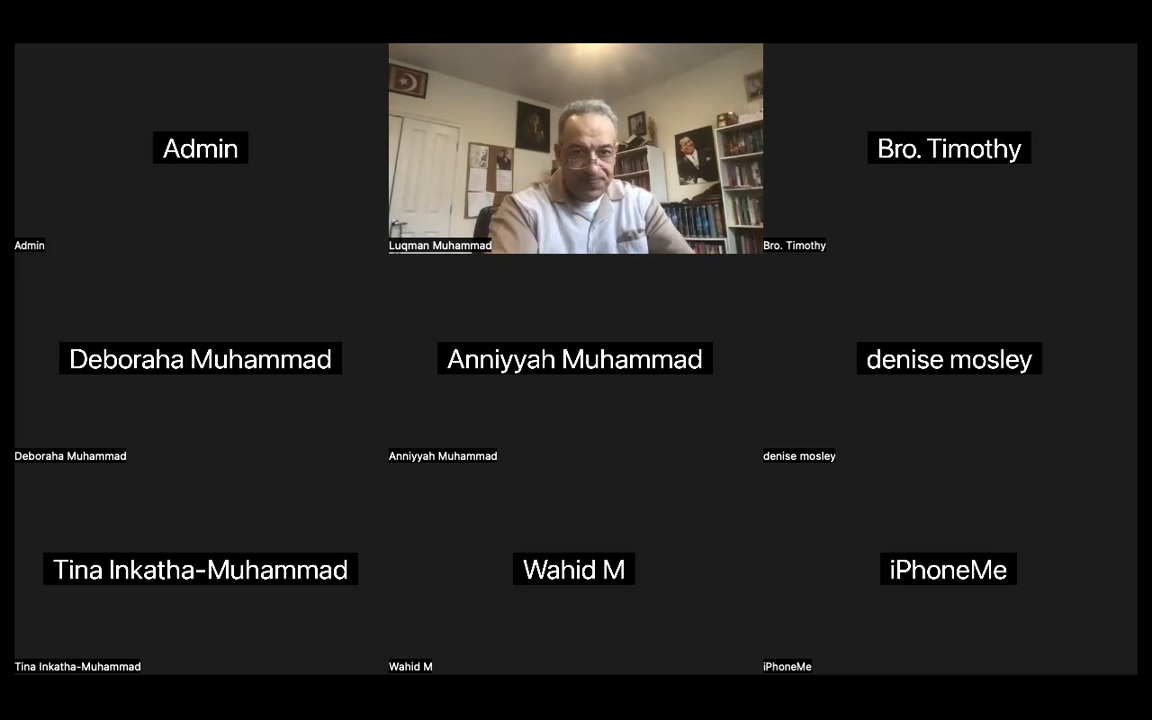 Admin
Bro. Timothy
Admin
Luqman Muhammad
Bro. Timothy
Deboraha Muhammad
Anniyyah Muhammad
denise mosley
Deboraha Muhammad
Anniyyah Muhammad
denise mosley
Tina Inkatha-Muhammad
Wahid M
iPhoneMe
Tina Inkatha-Muhammad
Wahid M
iPhoneMe